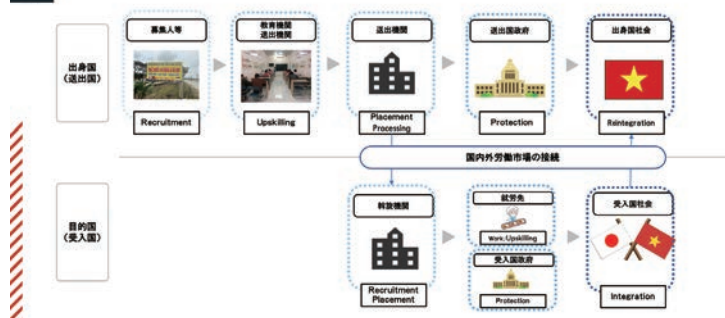 出身国
(送出国)
募集人等
Recruitment
教育機関
送出機関
Upskilling
送出機関
Placement
Processing
送出国政府
Protection
出身国社会
Reintegration
国内外労働市場の接続
目的国
(受入国)
斡旋機関
Recruitment
Placement
就労先
Work:Upskilling
受入国政府
Protection
受入国社会
Integration